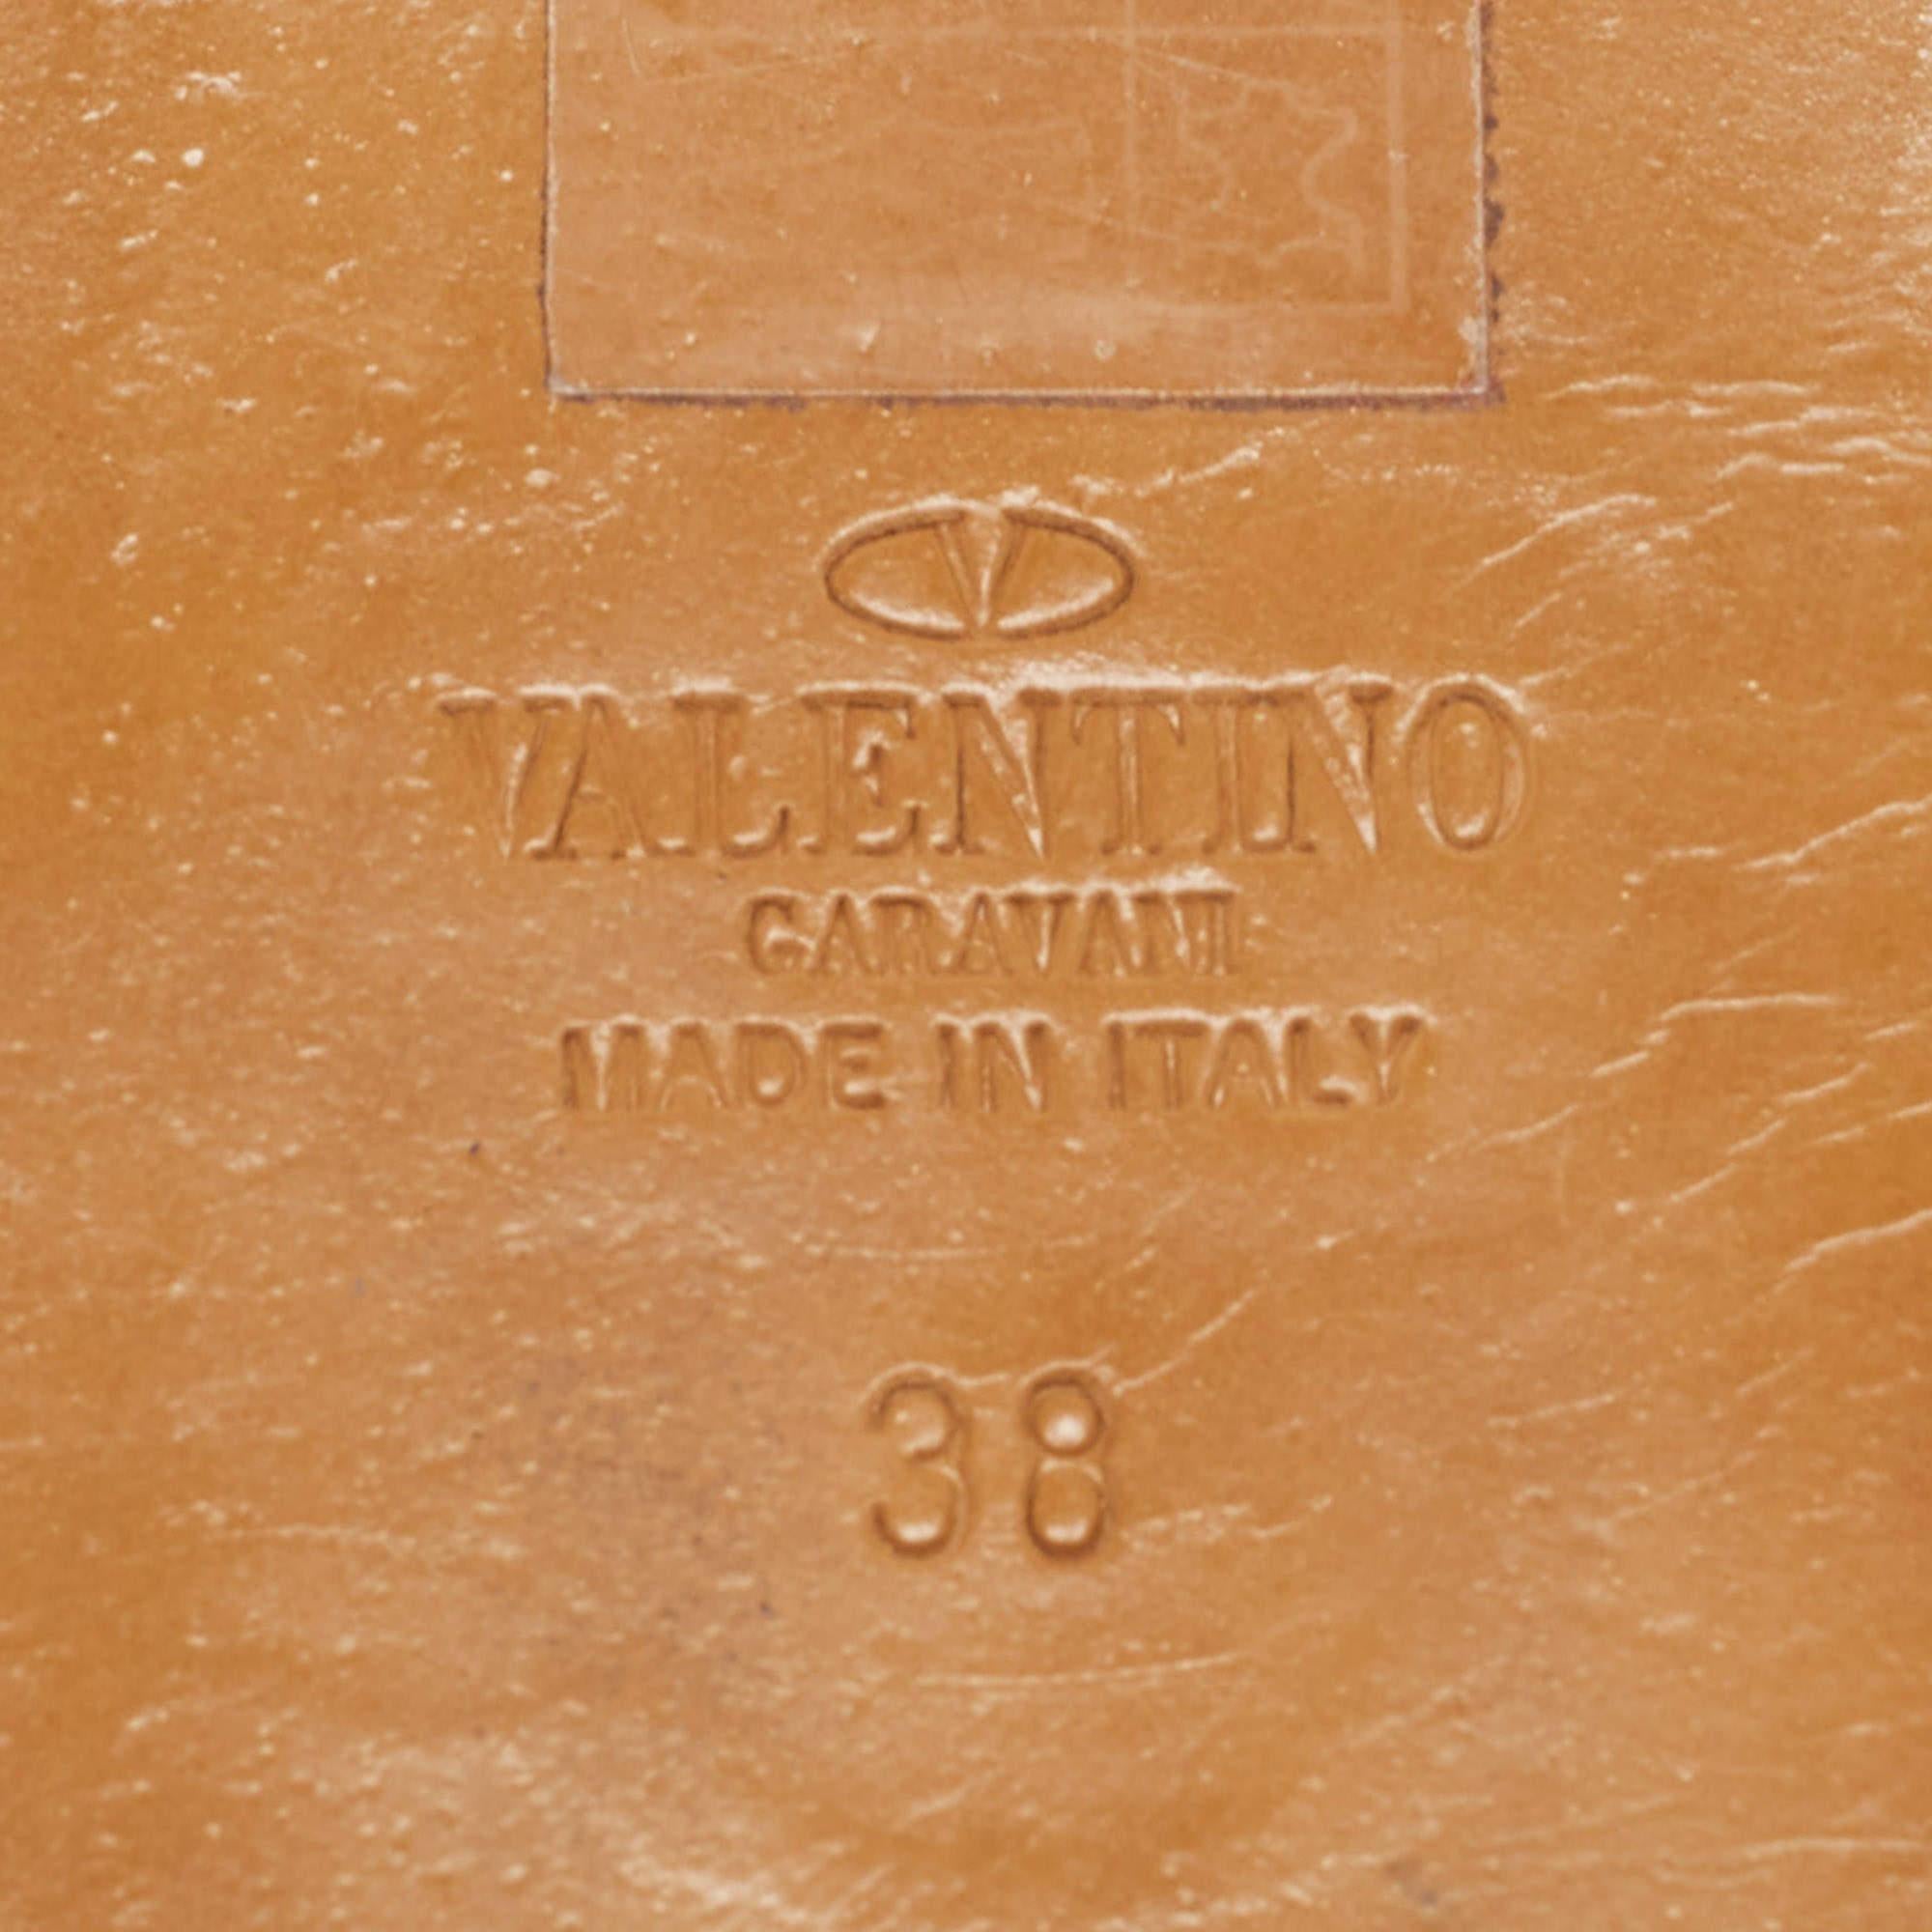 VALENTINO
GARAVANI
MADE IN ITALY
38